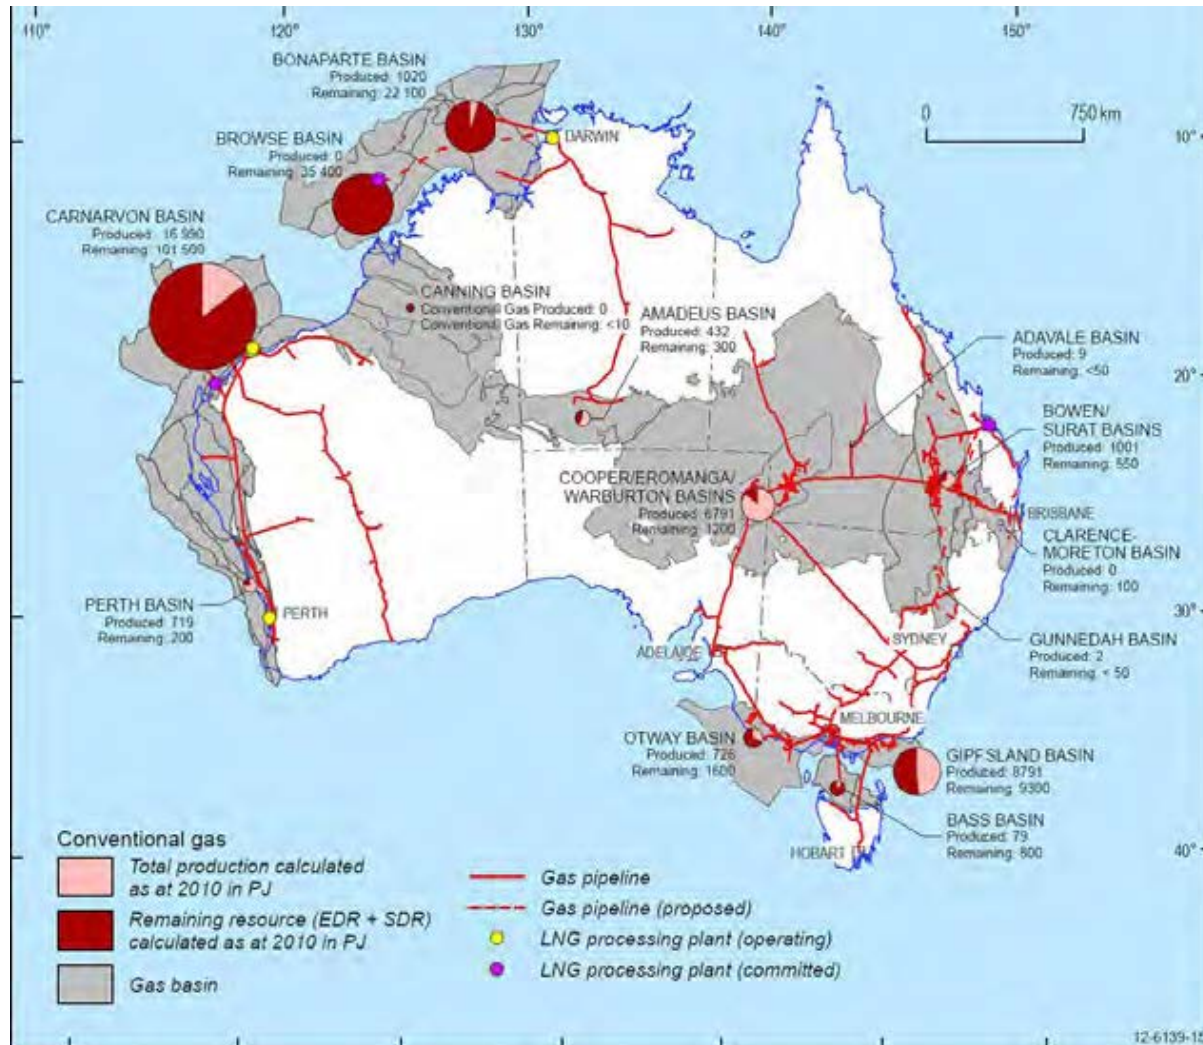 110°
120°
130°
140°
150°
BONAPARTE BASIN
Produced: 1020
Remaining: 22 100
0
750 km
BROWSE BASIN
Produced: 0
Remaining: 35 400
DARWIN
10°
CARNARVON BASIN
Produced: 16 990
Remaining: 101 500
CANNING BASIN
Conventional Gas Produced: 0
Conventional Gas Remaining: <10
AMADEUS BASIN
Produced: 432
Remaining: 300
ADAVALE BASIN
Produced: 9
Remaining: <50
20°
BOWEN/
SURAT BASINS
Produced: 1001
Remaining: 550
COOPER/EROMANGA/
WARBURTON BASINS
Produced: 6791
Remaining: 1200
BRISBANE
CLARENCE-
MORETON BASIN
Produced: 0
Remaining: 100
PERTH BASIN
Produced: 719
Remaining: 200
PERTH
30°
ADELAIDE
SYDNEY
GUNNEDAH BASIN
Produced: 2
Remaining: < 50
MELBOURNE
OTWAY BASIN
Produced: 726
Remaining: 1600
GIPPSLAND BASIN
Produced: 8791
Remaining: 9300
BASS BASIN
Produced: 79
Remaining: 800
HOBART
40°
Conventional gas
Total production calculated
as at 2010 in PJ
Remaining resource (EDR + SDR)
calculated as at 2010 in PJ
Gas basin
Gas pipeline
Gas pipeline (proposed)
LNG processing plant (operating)
LNG processing plant (committed)
12-6139-15